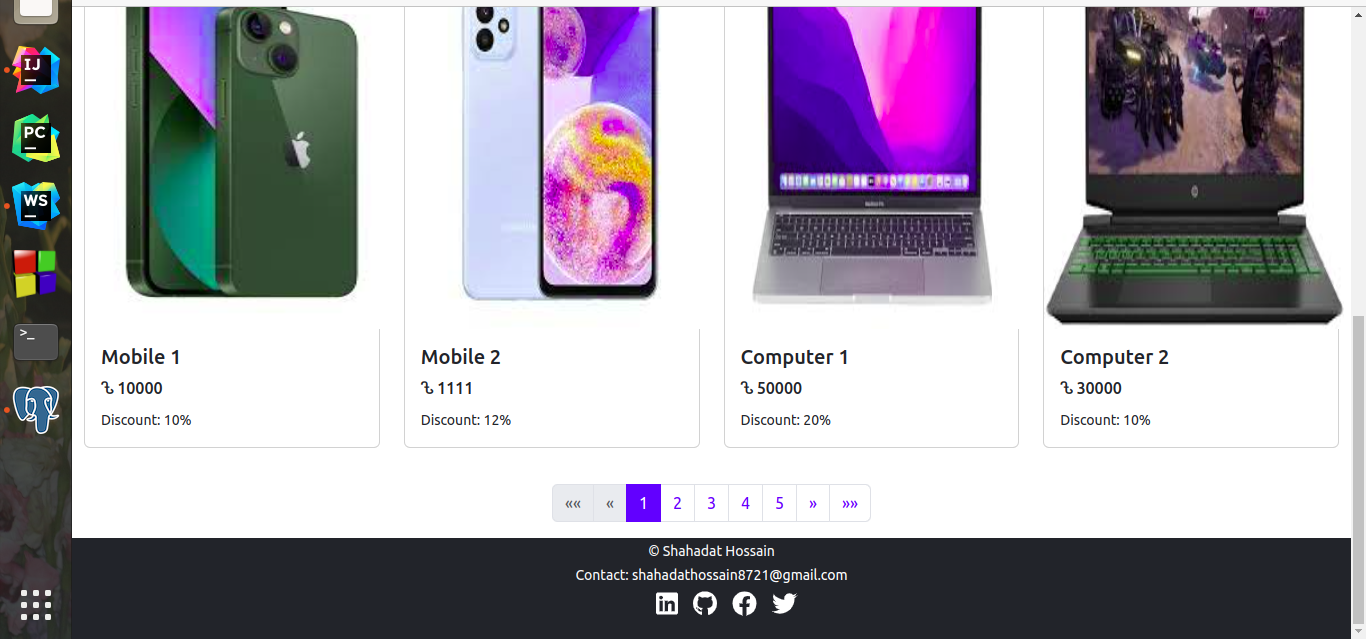 IJ
PC
WS
>_
Mobile 1
৳ 10000
Discount: 10%
Mobile 2
৳ 1111
Discount: 12%
Computer 1
৳ 50000
Discount: 20%
Computer 2
৳ 30000
Discount: 10%
«« « 1 2 3 4 5 » »»
© Shahadat Hossain
Contact: shahadathossain8721@gmail.com